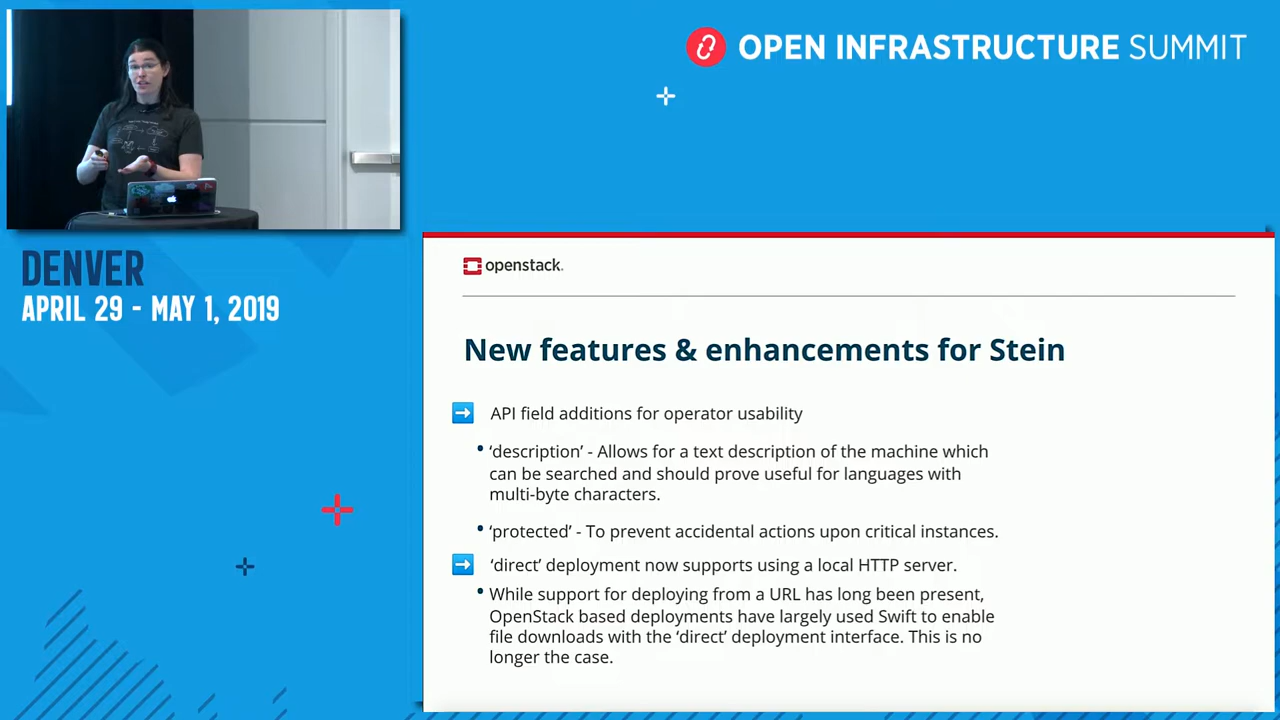 OPEN INFRASTRUCTURE SUMMIT
DENVER
APRIL 29 - MAY 1, 2019
openstack.
New features & enhancements for Stein
API field additions for operator usability
• ‘description’ - Allows for a text description of the machine which
can be searched and should prove useful for languages with
multi-byte characters.
• ‘protected’ - To prevent accidental actions upon critical instances.
‘direct’ deployment now supports using a local HTTP server.
• While support for deploying from a URL has long been present,
OpenStack based deployments have largely used Swift to enable
file downloads with the ‘direct’ deployment interface. This is no
longer the case.